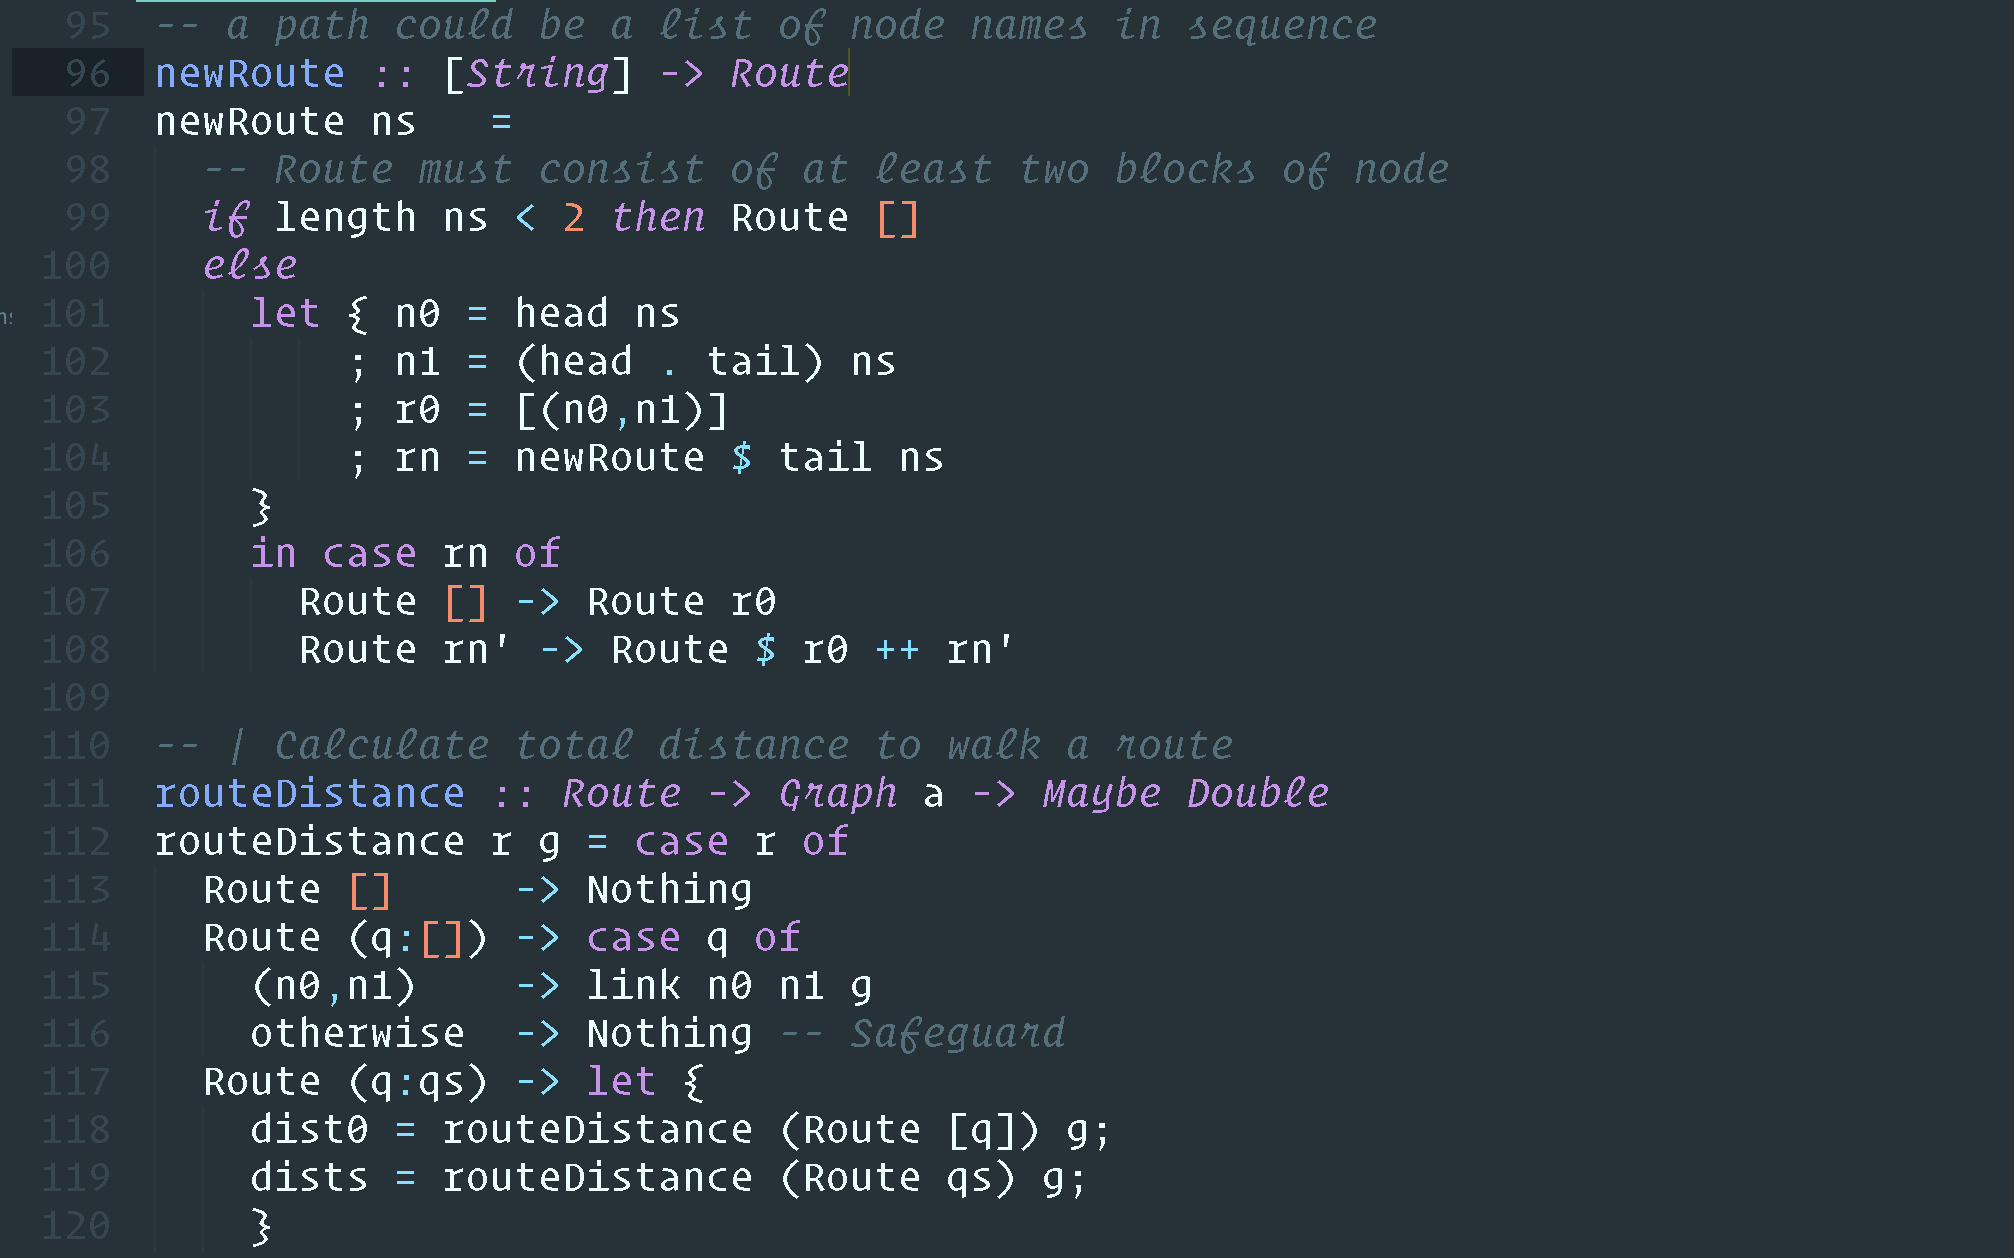 95 -- a path could be a list of node names in sequence
96 newRoute :: [String] -> Route
97 newRoute ns   =
98   -- Route must consist of at least two blocks of node
99   if length ns < 2 then Route []
100   else
101     let { n0 = head ns
102         ; n1 = (head . tail) ns
103         ; r0 = [(n0,n1)]
104         ; rn = newRoute $ tail ns
105     }
106     in case rn of
107       Route [] -> Route r0
108       Route rn' -> Route $ r0 ++ rn'
109
110 -- | Calculate total distance to walk a route
111 routeDistance :: Route -> Graph a -> Maybe Double
112 routeDistance r g = case r of
113   Route []     -> Nothing
114   Route (q:[]) -> case q of
115     (n0,n1)    -> link n0 n1 g
116     otherwise  -> Nothing -- Safeguard
117   Route (q:qs) -> let {
118     dist0 = routeDistance (Route [q]) g;
119     dists = routeDistance (Route qs) g;
120     }